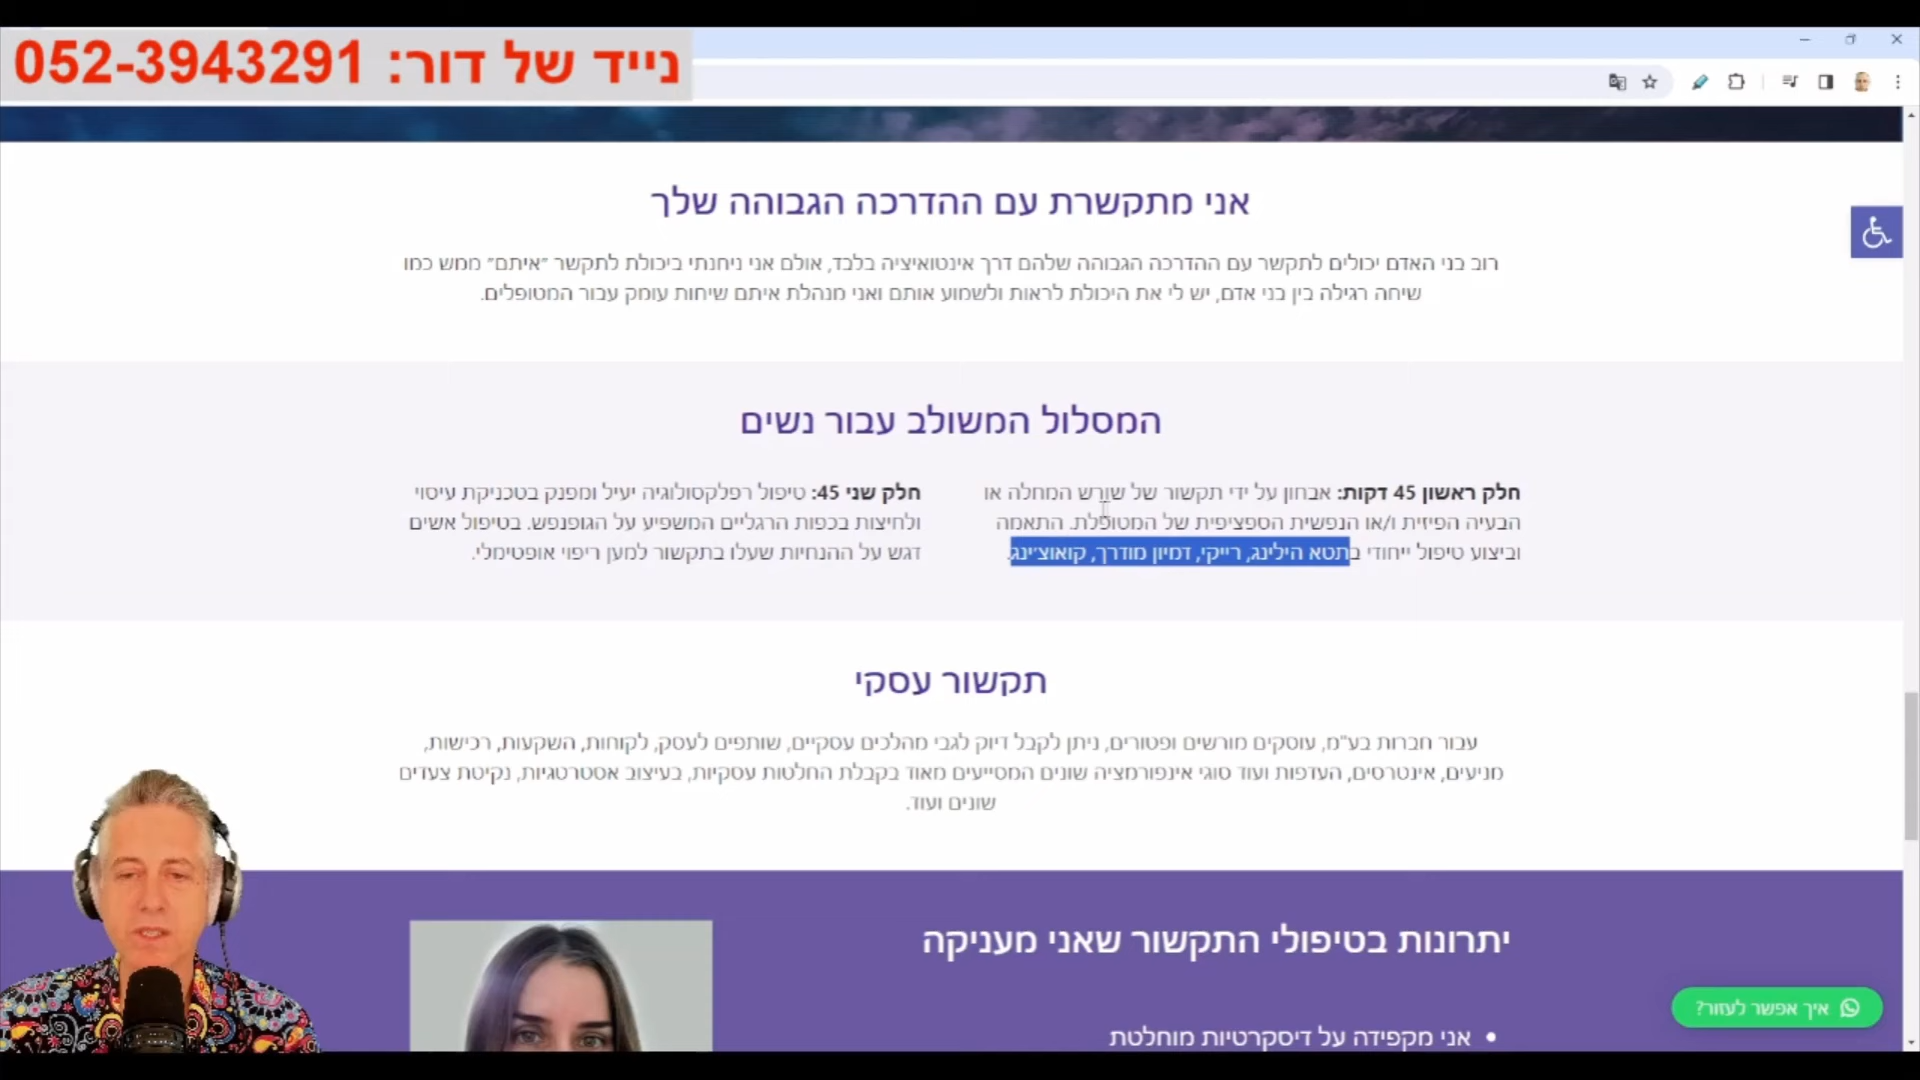 נייד של דור: 052-3943291
אני מתקשרת עם ההדרכה הגבוהה שלך
רוב בני האדם יכולים לתקשר עם ההדרכה הגבוהה שלהם דרך אינטואיציה בלבד, אולם אני ניחנתי ביכולת לתקשר "איתם" ממש כמו
שיחה רגילה בין בני אדם, יש לי את היכולת לראות ולשמוע אותם ואני מנהלת איתם שיחות עומק עבור המטופלים.
המסלול המשולב עבור נשים
חלק ראשון 45 דקות: אבחון על ידי תקשור של שורש המחלה או
הבעיה הפיזית ו/או הנפשית הספציפית של המטופלת. התאמה
וביצוע טיפול ייחודי בתטא הילינג, רייקי, דמיון מודרך, קואוצ'ינג.
חלק שני 45: טיפול רפלקסולוגיה יעיל ומפנק בטכניקת עיסוי
ולחיצות בכפות הרגליים המשפיע על הגופנפש. בטיפול אשים
דגש על ההנחיות שעלו בתקשור למען ריפוי אופטימלי.
תקשור עסקי
עבור חברות בע"מ, עוסקים מורשים ופטורים, ניתן לקבל דיוק לגבי מהלכים עסקיים, שותפים לעסק, לקוחות, השקעות, רכישות,
מניעים, אינטרסים, העדפות ועוד סוגי אינפורמציה שונים המסייעים מאוד בקבלת החלטות עסקיות, בעיצוב אסטרטגיות, נקיטת צעדים
שונים ועוד.
יתרונות בטיפולי התקשור שאני מעניקה
• אני מקפידה על דיסקרטיות מוחלטת
איך אפשר לעזור?